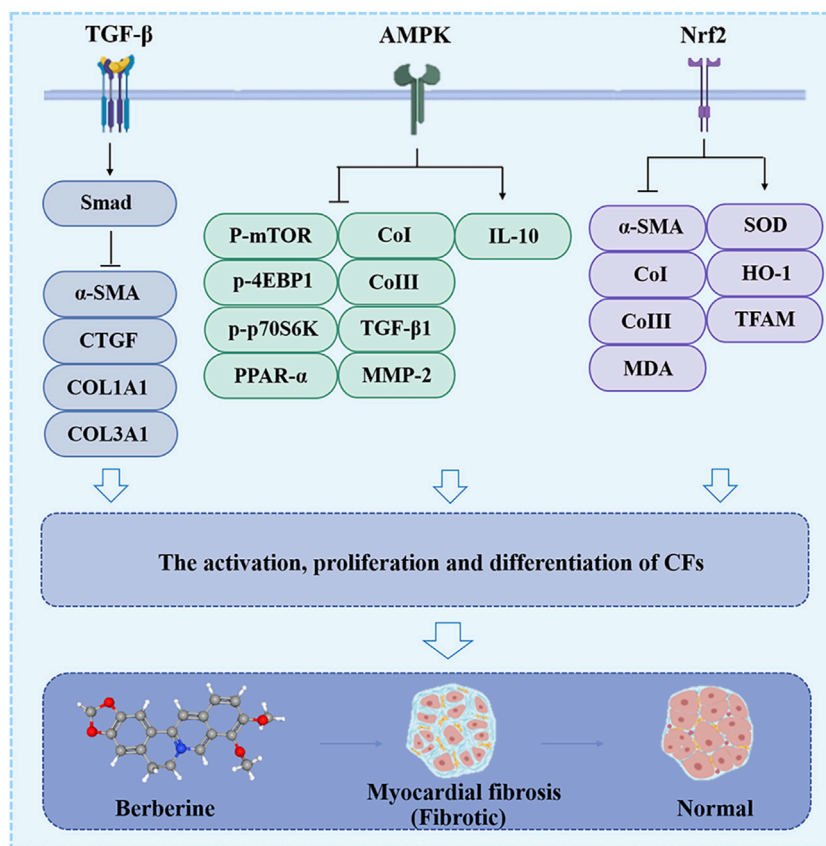 TGF-β
AMPK
Nrf2
Smad
α-SMA
CTGF
COL1A1
COL3A1
P-mTOR
CoI
IL-10
p-4EBP1
CoIII
p-p70S6K
TGF-β1
PPAR-α
MMP-2
α-SMA
SOD
CoI
HO-1
CoIII
TFAM
MDA
The activation, proliferation and differentiation of CFs
Berberine
Myocardial fibrosis
(Fibrotic)
Normal